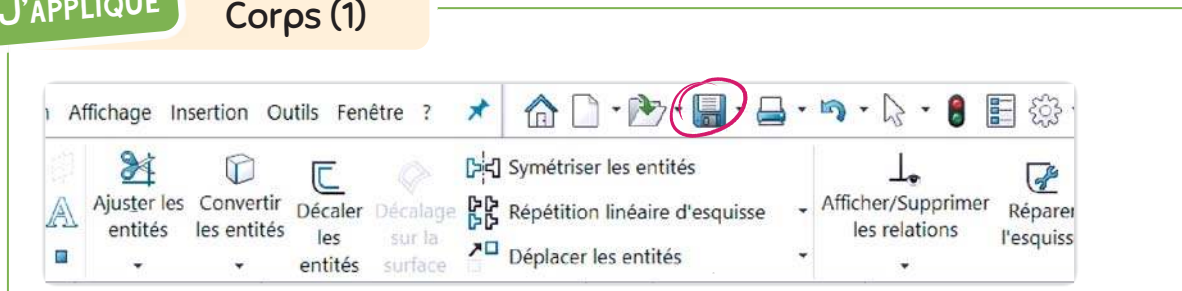 J'APPLIQUE
Corps (1)
Affichage Insertion Outils Fenêtre ?
Ajuster les entités
Convertir les entités
Décaler les entités
Décalage sur la surface
Symétriser les entités
Répétition linéaire d'esquisse
Déplacer les entités
Afficher/Supprimer les relations
Réparer
l'esquiss